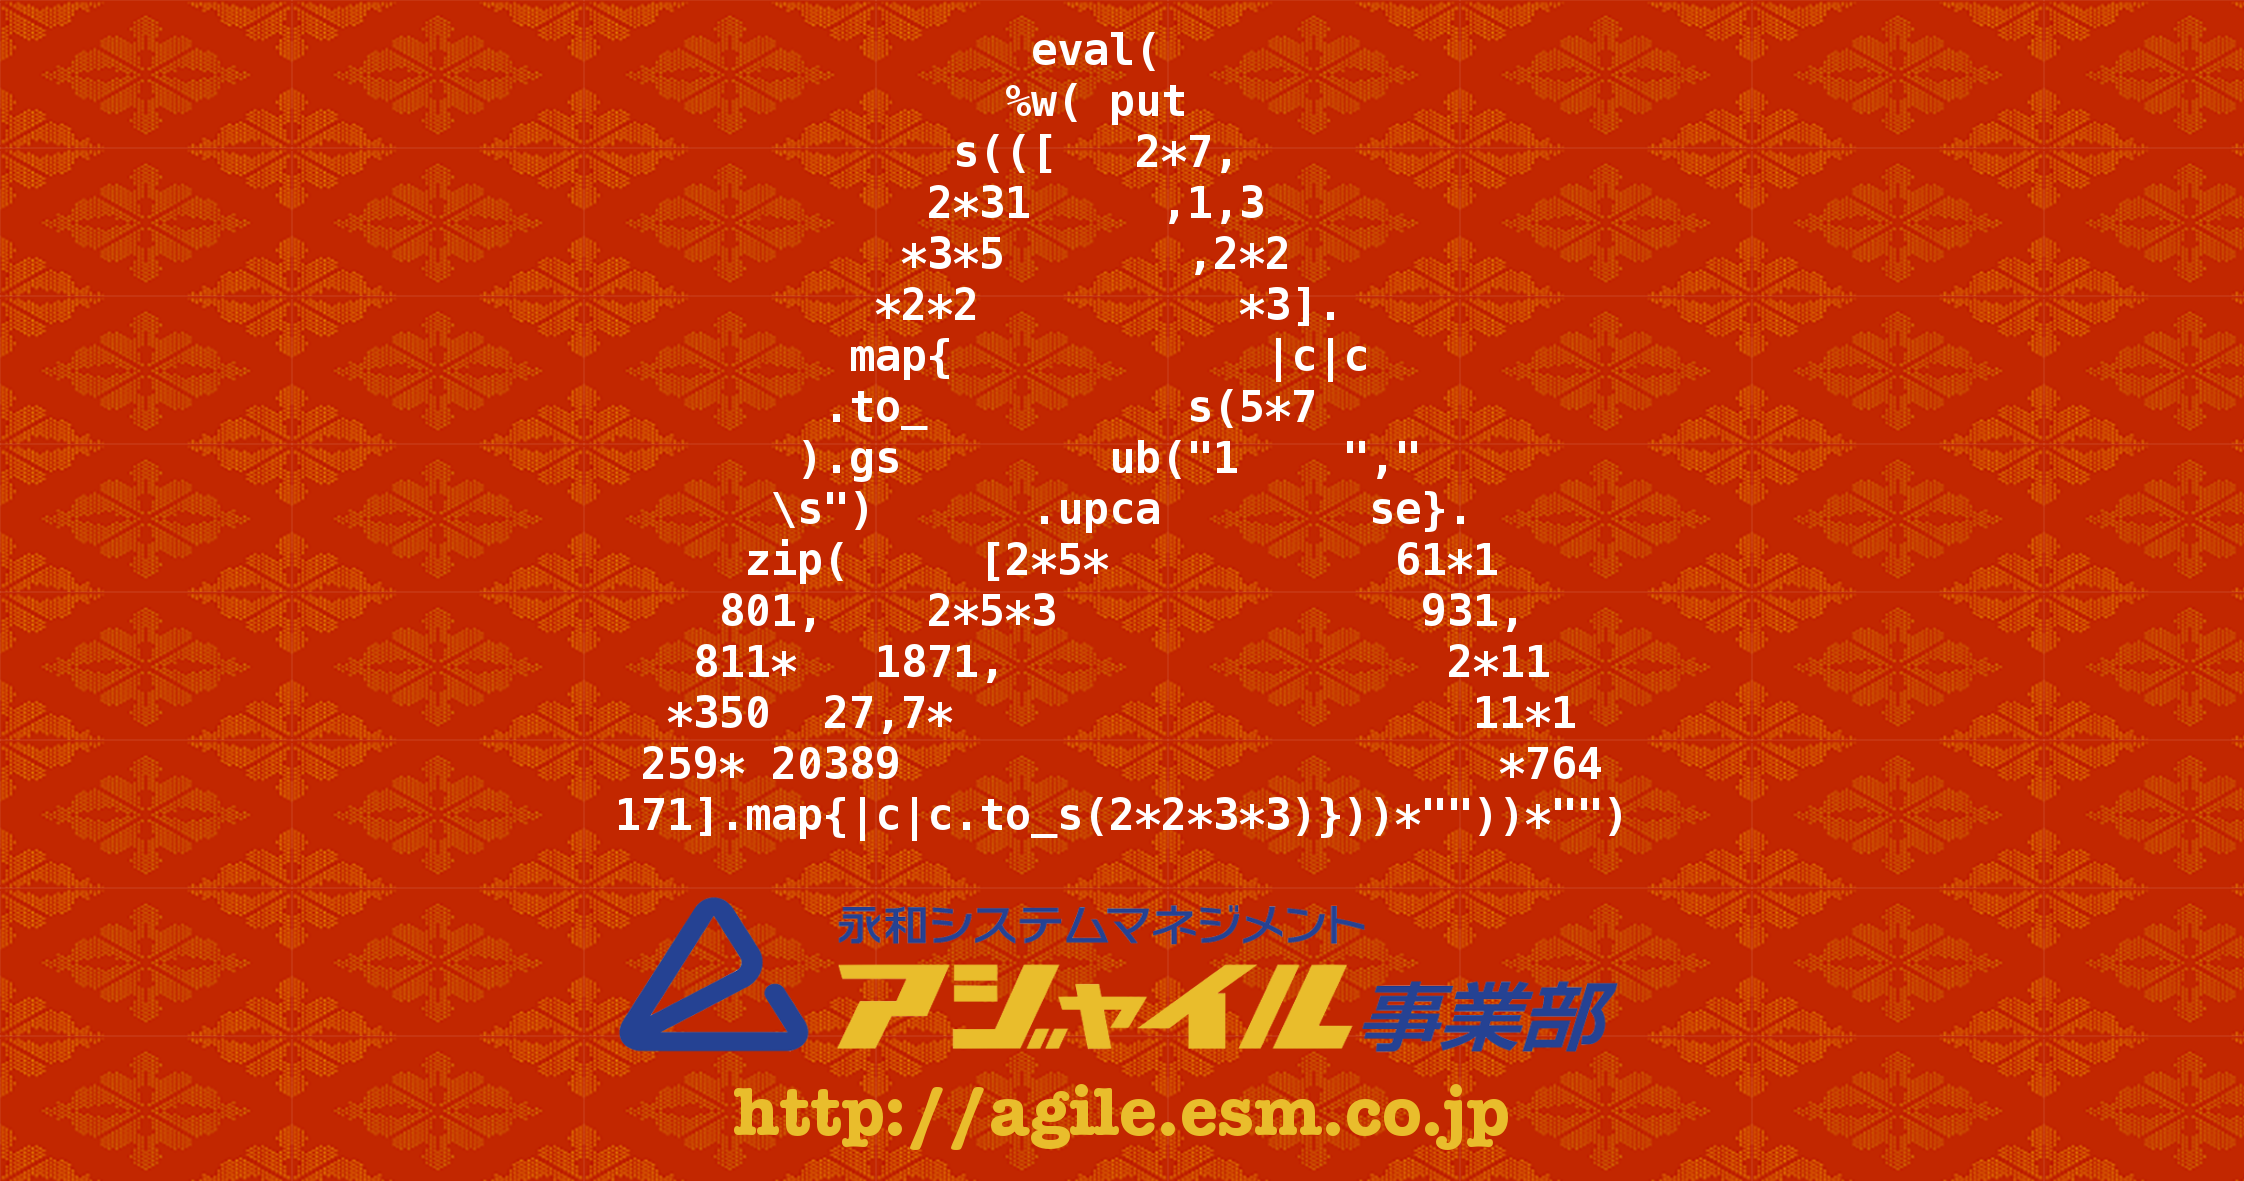 eval(
%w( put
s(([ 2*7,
2*31 ,1,3
*3*5 ,2*2
*2*2 *3].
map{ |c|c
.to_ s(5*7
).gs ub("1 ","
\s") .upca se}.
zip( [2*5* 61*1
801, 2*5*3 931,
811* 1871, 2*11
*350 27,7* 11*1
259* 20389 *764
171].map{|c|c.to_s(2*2*3*3)}))*""))*"")
永和システムマネジメント
アジャイル事業部
http://agile.esm.co.jp